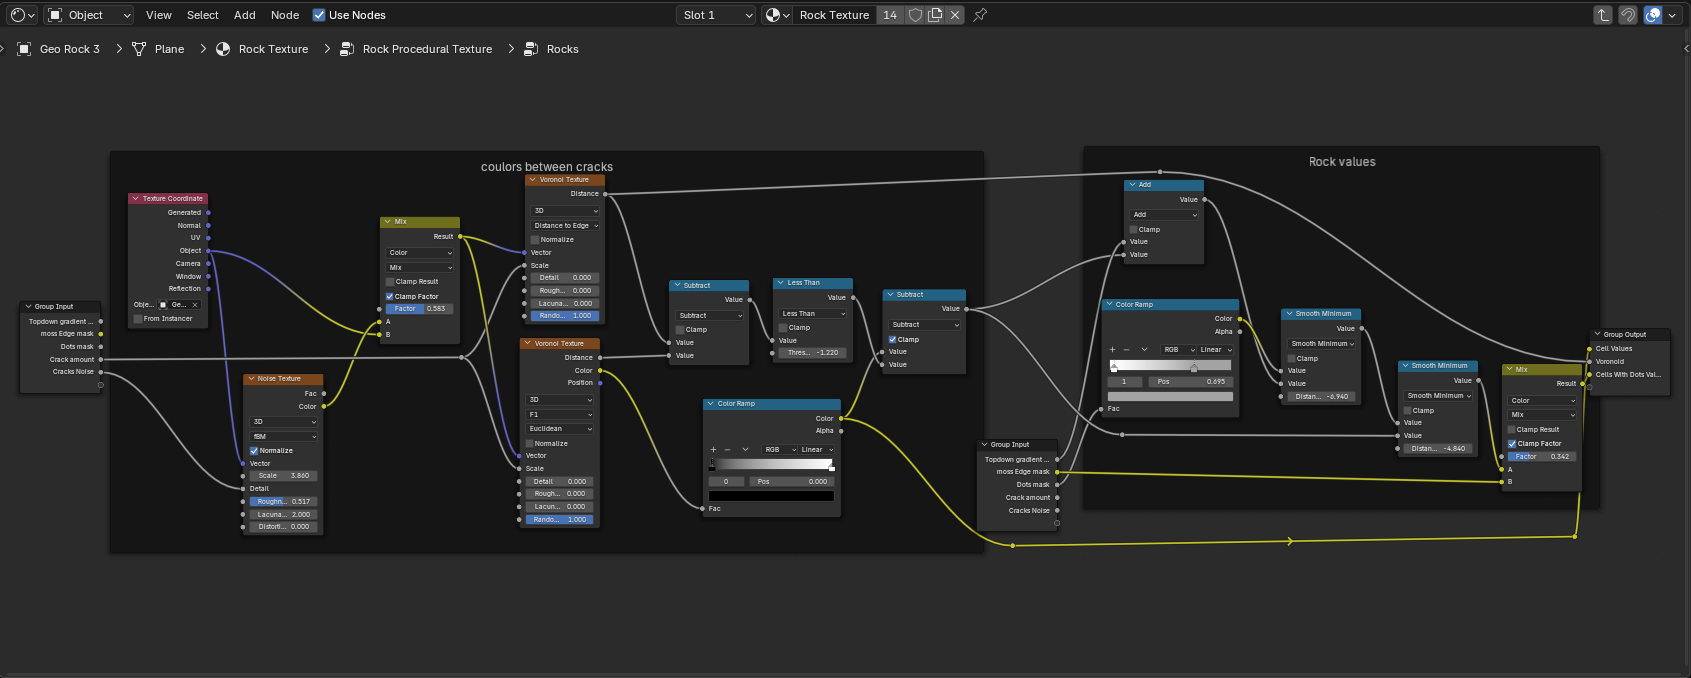 Object View Select Add Node Use Nodes Slot 1 Rock Texture 14
Geo Rock 3 Plane Rock Texture Rock Procedural Texture Rocks
coulors between cracks
Rock values
Group Input
Topdown gradient ...
moss Edge mask
Dots mask
Crack amount
Cracks Noise
Texture Coordinate
Generated
Normal
UV
Object
Camera
Window
Reflection
Obje... Ge...
From Instancer
Noise Texture
Fac
Color
3D
fBM
Normalize
Vector
Scale 3.860
Detail
Roughn... 0.517
Lacuna... 2.000
Distorti... 0.000
Mix
Result
Color
Mix
Clamp Result
Clamp Factor
Factor 0.583
A
B
Voronoi Texture
Distance
3D
Distance to Edge
Normalize
Vector
Scale
Detail 0.000
Rough... 0.000
Lacuna... 0.000
Rando... 1.000
Voronoi Texture
Distance
Color
Position
3D
F1
Euclidean
Normalize
Vector
Scale
Detail 0.000
Rough... 0.000
Lacun... 0.000
Rando... 1.000
Subtract
Value
Subtract
Clamp
Value
Value
Less Than
Value
Less Than
Clamp
Value
Thres... -1.220
Subtract
Value
Subtract
Clamp
Value
Value
Color Ramp
Color
Alpha
RGB Linear
0 Pos 0.000
Fac
Group Input
Topdown gradient ...
moss Edge mask
Dots mask
Crack amount
Cracks Noise
Add
Value
Add
Clamp
Value
Value
Color Ramp
Color
Alpha
RGB Linear
1 Pos 0.695
Fac
Smooth Minimum
Value
Smooth Minimum
Clamp
Value
Value
Distan... -6.940
Smooth Minimum
Value
Smooth Minimum
Clamp
Value
Value
Distan... -4.840
Mix
Result
Color
Mix
Clamp Result
Clamp Factor
Factor 0.342
A
B
Group Output
Cell Values
Voronoid
Cells With Dots Val...